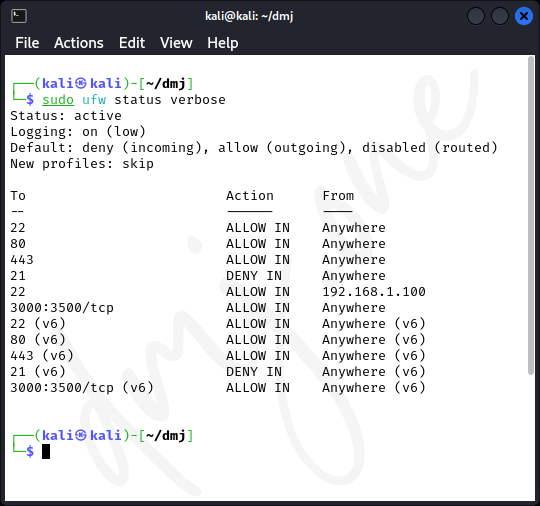 kali@kali: ~/dmj
File Actions Edit View Help
┌──(kali㉿kali)-[~/dmj]
└─$ sudo ufw status verbose
Status: active
Logging: on (low)
Default: deny (incoming), allow (outgoing), disabled (routed)
New profiles: skip
To                         Action      From
--                         ------      ----
22                         ALLOW IN    Anywhere
80                         ALLOW IN    Anywhere
443                        ALLOW IN    Anywhere
21                         DENY IN     Anywhere
22                         ALLOW IN    192.168.1.100
3000:3500/tcp              ALLOW IN    Anywhere
22 (v6)                    ALLOW IN    Anywhere (v6)
80 (v6)                    ALLOW IN    Anywhere (v6)
443 (v6)                   ALLOW IN    Anywhere (v6)
21 (v6)                    DENY IN     Anywhere (v6)
3000:3500/tcp (v6)         ALLOW IN    Anywhere (v6)
┌──(kali㉿kali)-[~/dmj]
└─$